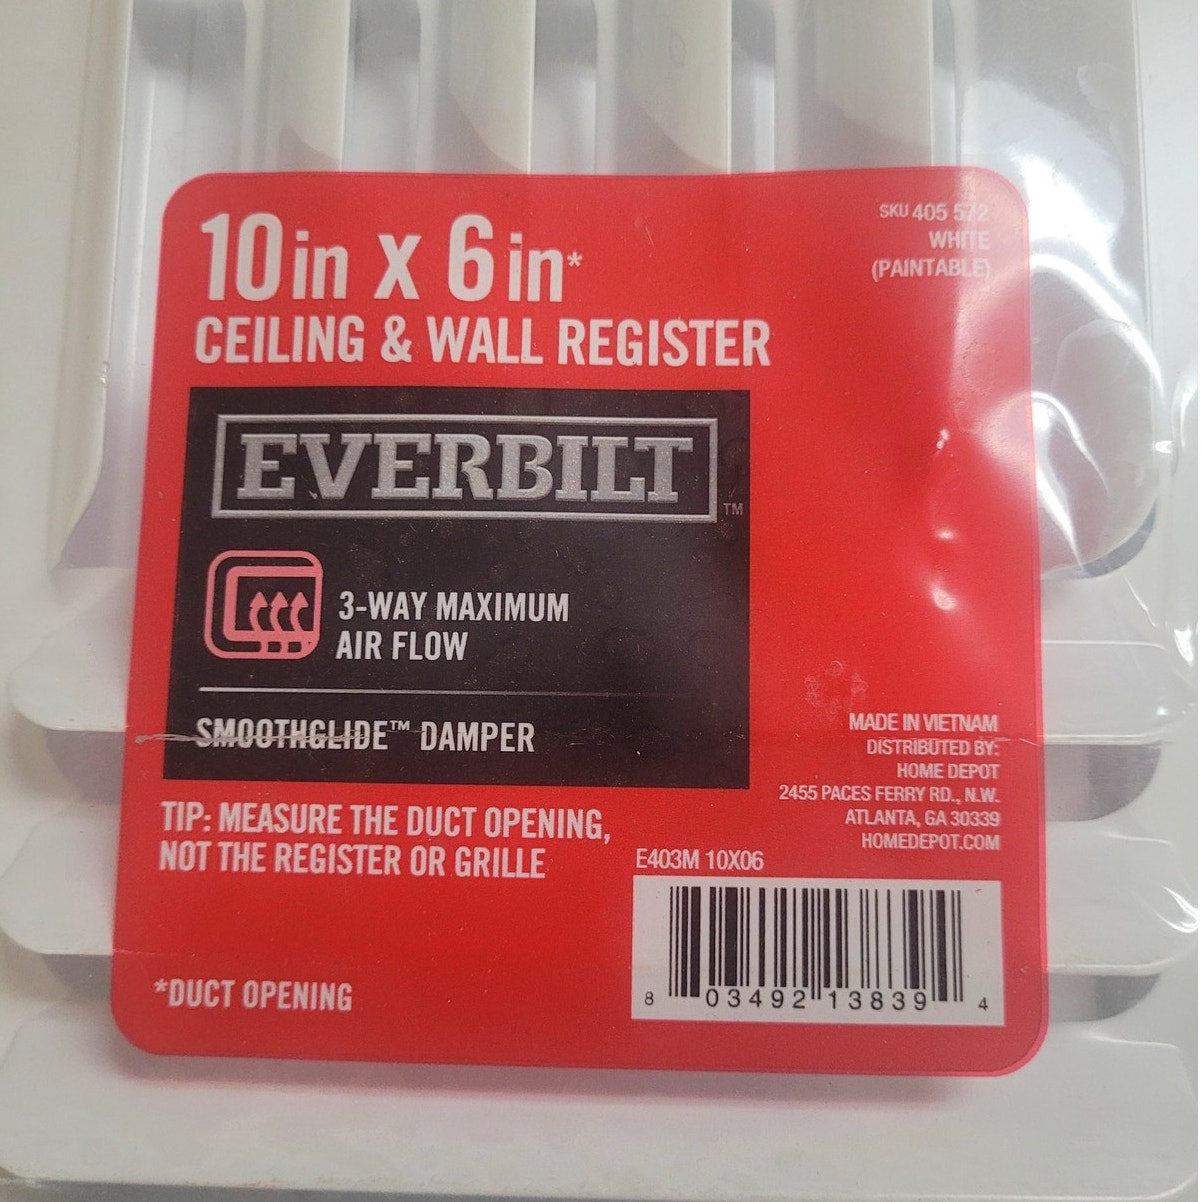 10in x 6in*
CEILING & WALL REGISTER
SKU 405 572
WHITE
(PAINTABLE)
EVERBILT
TM
3-WAY MAXIMUM
AIR FLOW
SMOOTHGLIDE™ DAMPER
TIP: MEASURE THE DUCT OPENING,
NOT THE REGISTER OR GRILLE
*DUCT OPENING
MADE IN VIETNAM
DISTRIBUTED BY:
HOME DEPOT
2455 PACES FERRY RD., N.W.
ATLANTA, GA 30339
HOMEDEPOT.COM
E403M 10X06
8 03492 13839 4